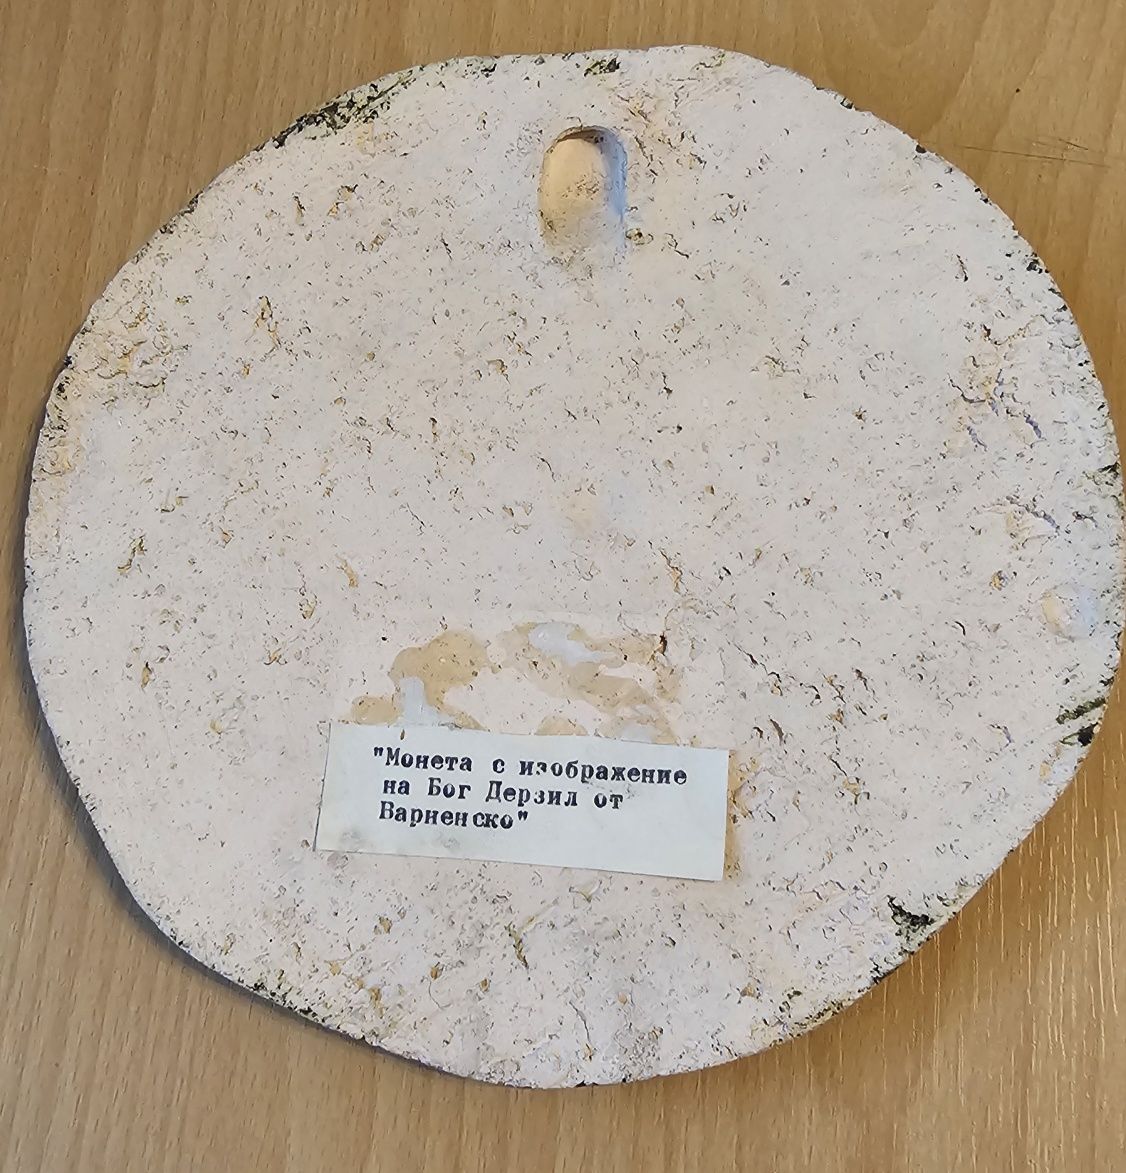 "Монета с изображение
на Бог Дерзил от
Варненско"